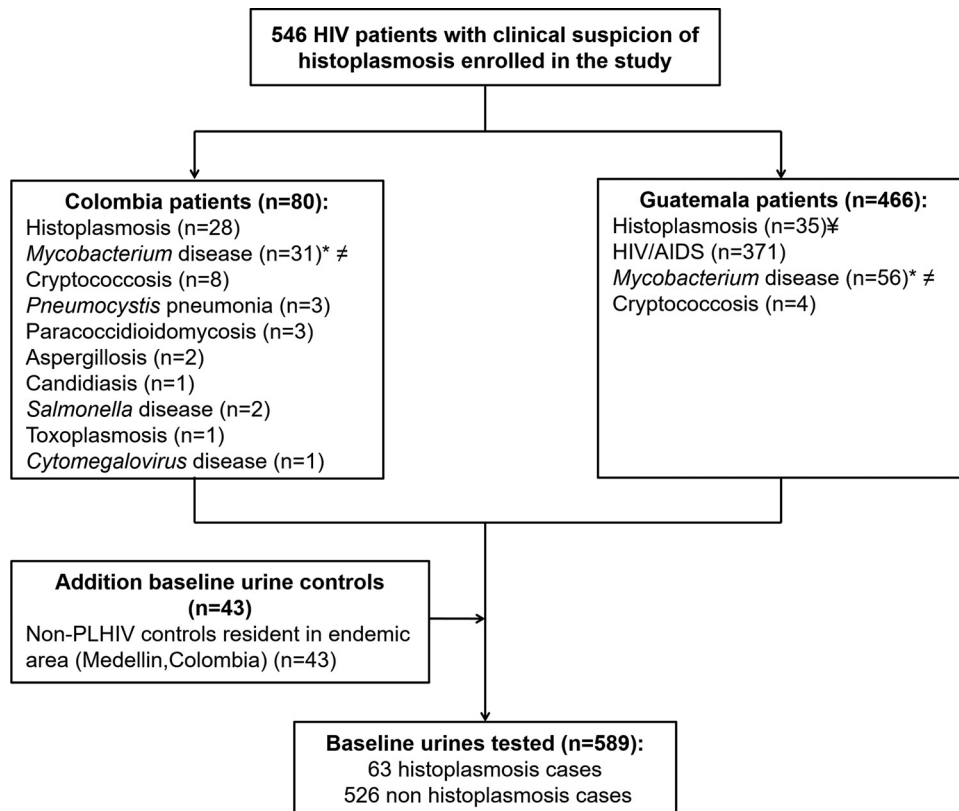 546 HIV patients with clinical suspicion of
histoplasmosis enrolled in the study
Colombia patients (n=80):
Histoplasmosis (n=28)
Mycobacterium disease (n=31)* ≠
Cryptococcosis (n=8)
Pneumocystis pneumonia (n=3)
Paracoccidioidomycosis (n=3)
Aspergillosis (n=2)
Candidiasis (n=1)
Salmonella disease (n=2)
Toxoplasmosis (n=1)
Cytomegalovirus disease (n=1)
Guatemala patients (n=466):
Histoplasmosis (n=35)¥
HIV/AIDS (n=371)
Mycobacterium disease (n=56)* ≠
Cryptococcosis (n=4)
Addition baseline urine controls
(n=43)
Non-PLHIV controls resident in endemic
area (Medellin,Colombia) (n=43)
Baseline urines tested (n=589):
63 histoplasmosis cases
526 non histoplasmosis cases